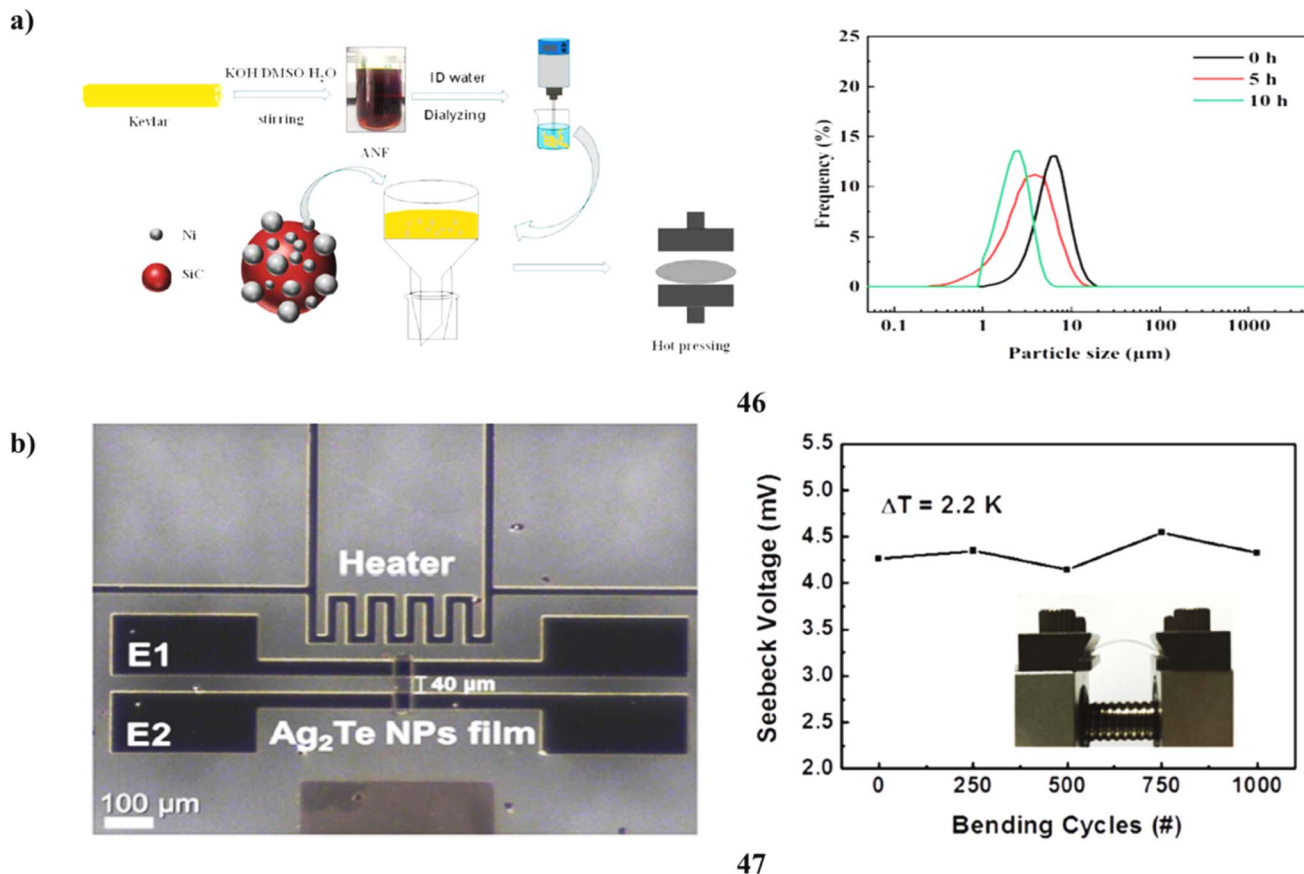 a)
Kevlar
KOH/DMSO/H₂O
stirring
ANF
ID water
Dialyzing
Ni
SiC
Hot pressing
25
20
15
10
5
0
Frequency (%)
0 h
5 h
10 h
0.1
1
10
100
1000
Particle size (μm)
46
b)
Heater
E1
40 μm
E2
Ag₂Te NPs film
100 μm
5.5
5.0
4.5
4.0
3.5
3.0
2.5
2.0
Seebeck Voltage (mV)
ΔT = 2.2 K
0
250
500
750
1000
Bending Cycles (#)
47